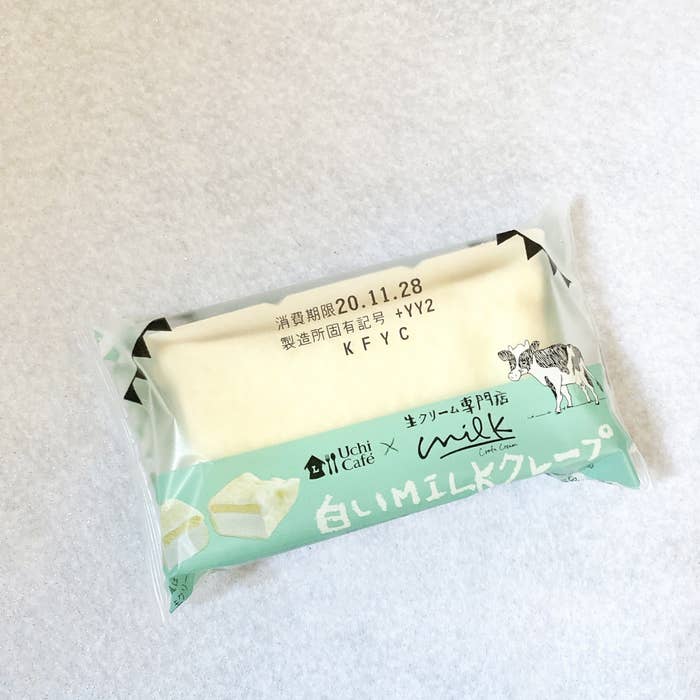 消費期限20.11.28
製造所固有記号 +YY2
KFYC
生クリーム専門店
L Uchi Café × milk
白いMILKクレープ